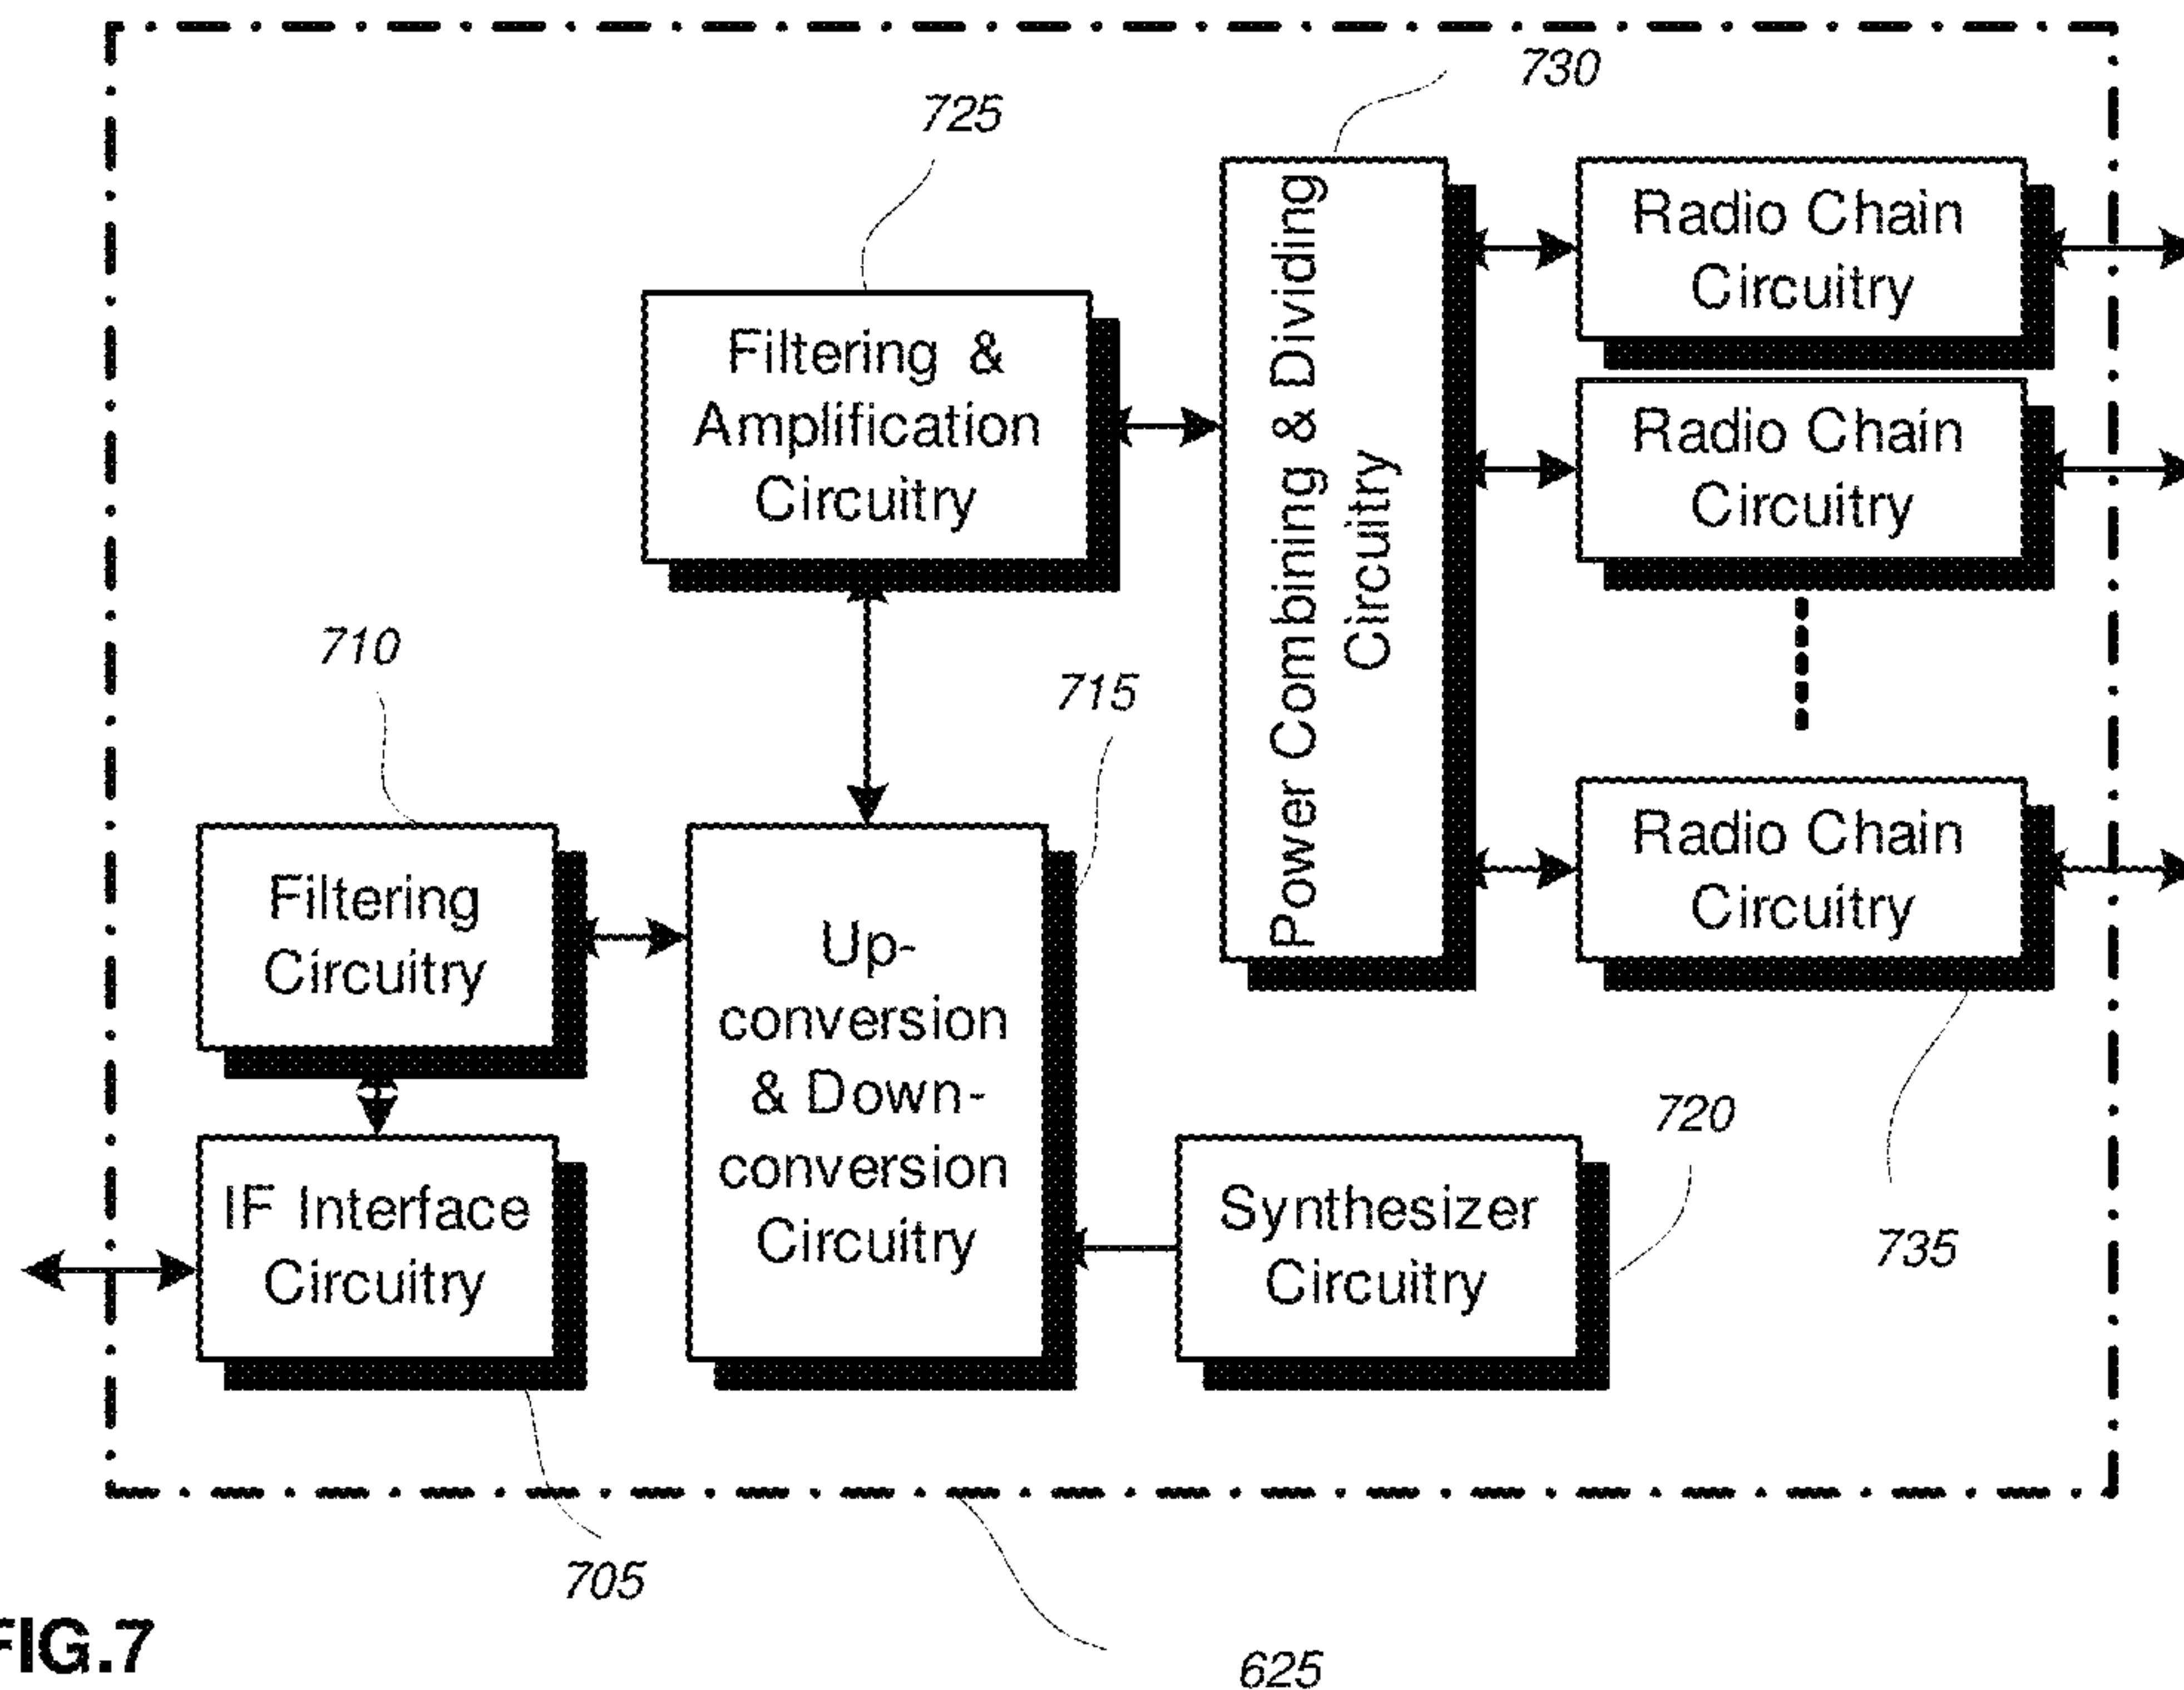 730
725
Radio Chain
Circuitry
Filtering &
Amplification
Circuitry
Power Combining & Dividing
Circuitry
Radio Chain
Circuitry
710
715
Radio Chain
Circuitry
Filtering
Circuitry
Up-
conversion
& Down-
conversion
Circuitry
720
IF Interface
Circuitry
Synthesizer
Circuitry
735
705
FIG.7
625